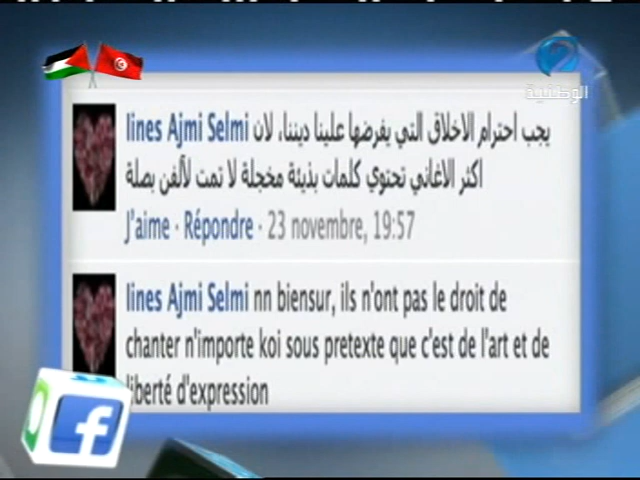 الوطنية
lines Ajmi Selmi يجب احترام الاخلاق التي يفرضها علينا ديننا، لان
اكثر الاغاني تحتوي كلمات بذيئة مخجلة لا تمت لألفن بصلة
J'aime · Répondre · 23 novembre, 19:57
lines Ajmi Selmi nn biensur, ils n'ont pas le droit de
chanter n'importe koi sous pretexte que c'est de l'art et de
liberté d'expression
f